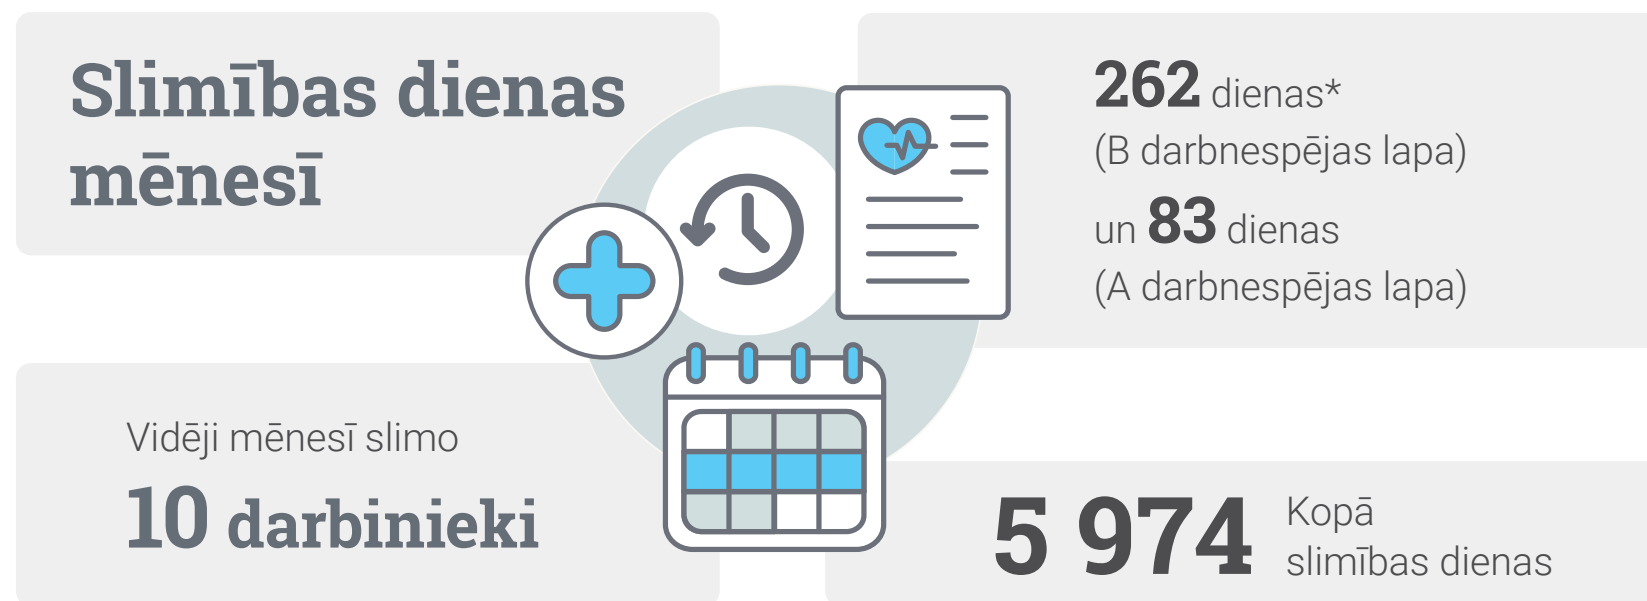 Slimības dienas
mēnesī
262 dienas*
(B darbnespējas lapa)
un 83 dienas
(A darbnespējas lapa)
Vidēji mēnesī slimo
10 darbinieki
5 974 Kopā
slimības dienas